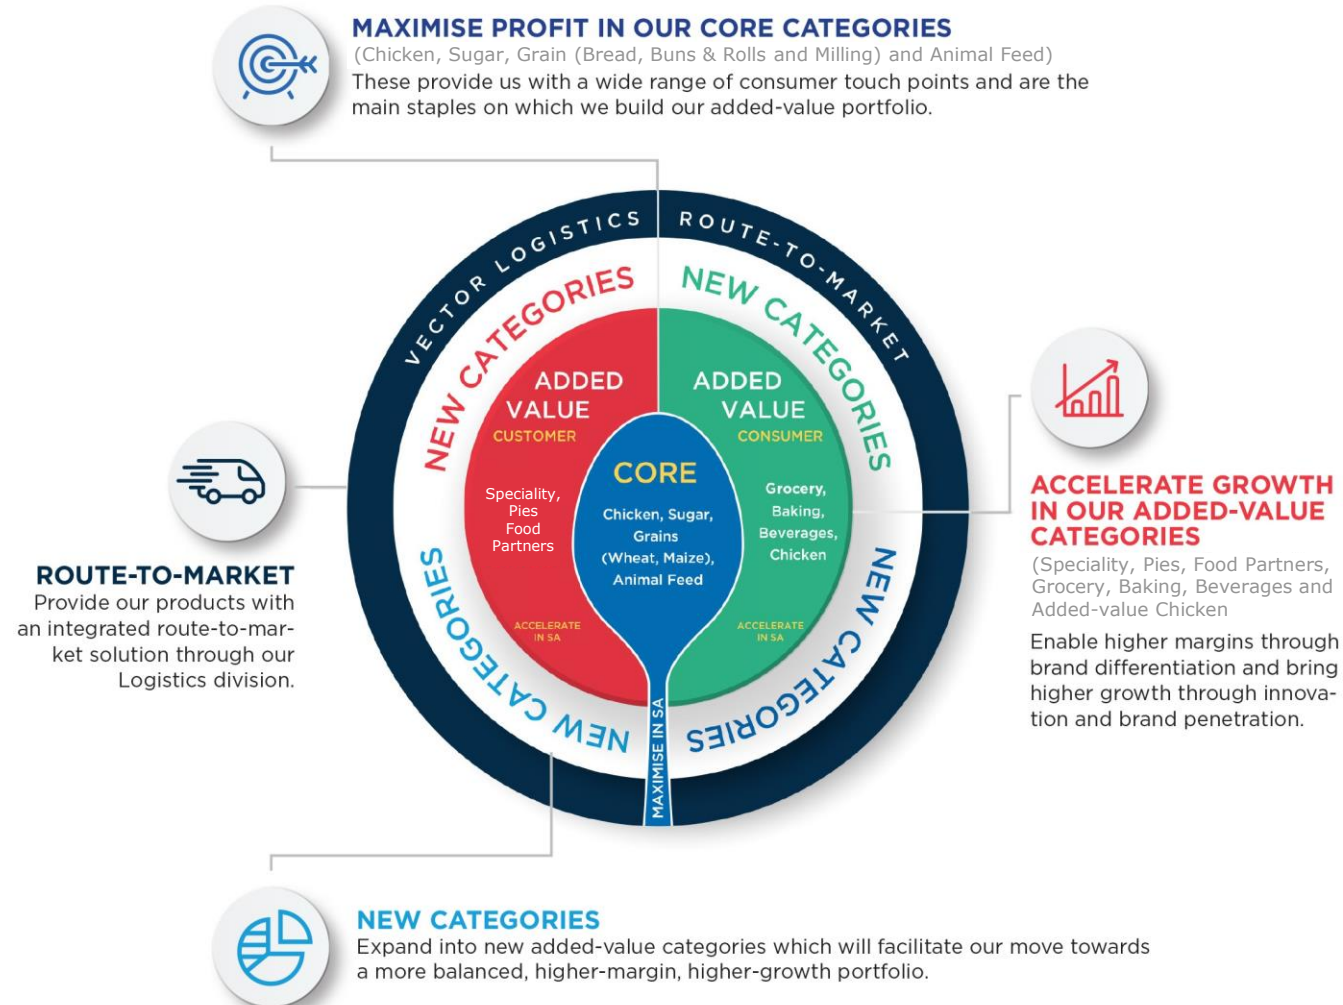 MAXIMISE PROFIT IN OUR CORE CATEGORIES
(Chicken, Sugar, Grain (Bread, Buns & Rolls and Milling) and Animal Feed)
These provide us with a wide range of consumer touch points and are the
main staples on which we build our added-value portfolio.
VECTOR LOGISTICS
ROUTE-TO-MARKET
NEW CATEGORIES
NEW CATEGORIES
ADDED
VALUE
CUSTOMER
Speciality,
Pies
Food
Partners
ACCELERATE
IN SA
CORE
Chicken, Sugar,
Grains
(Wheat, Maize),
Animal Feed
MAXIMISE IN SA
ADDED
VALUE
CONSUMER
Grocery,
Baking,
Beverages,
Chicken
ACCELERATE
IN SA
NEW CATEGORIES
NEW CATEGORIES
ROUTE-TO-MARKET
Provide our products with
an integrated route-to-mar-
ket solution through our
Logistics division.
ACCELERATE GROWTH
IN OUR ADDED-VALUE
CATEGORIES
(Speciality, Pies, Food Partners,
Grocery, Baking, Beverages and
Added-value Chicken
Enable higher margins through
brand differentiation and bring
higher growth through innova-
tion and brand penetration.
NEW CATEGORIES
Expand into new added-value categories which will facilitate our move towards
a more balanced, higher-margin, higher-growth portfolio.